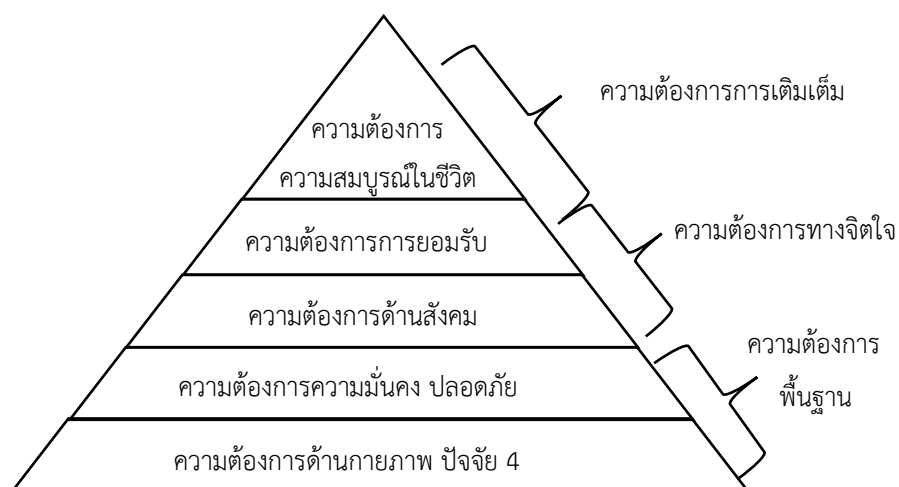 ความต้องการการเติมเต็ม
ความต้องการ
ความสมบูรณ์ในชีวิต
ความต้องการการยอมรับ
ความต้องการทางจิตใจ
ความต้องการด้านสังคม
ความต้องการ
พื้นฐาน
ความต้องการความมั่นคง ปลอดภัย
ความต้องการด้านกายภาพ ปัจจัย 4